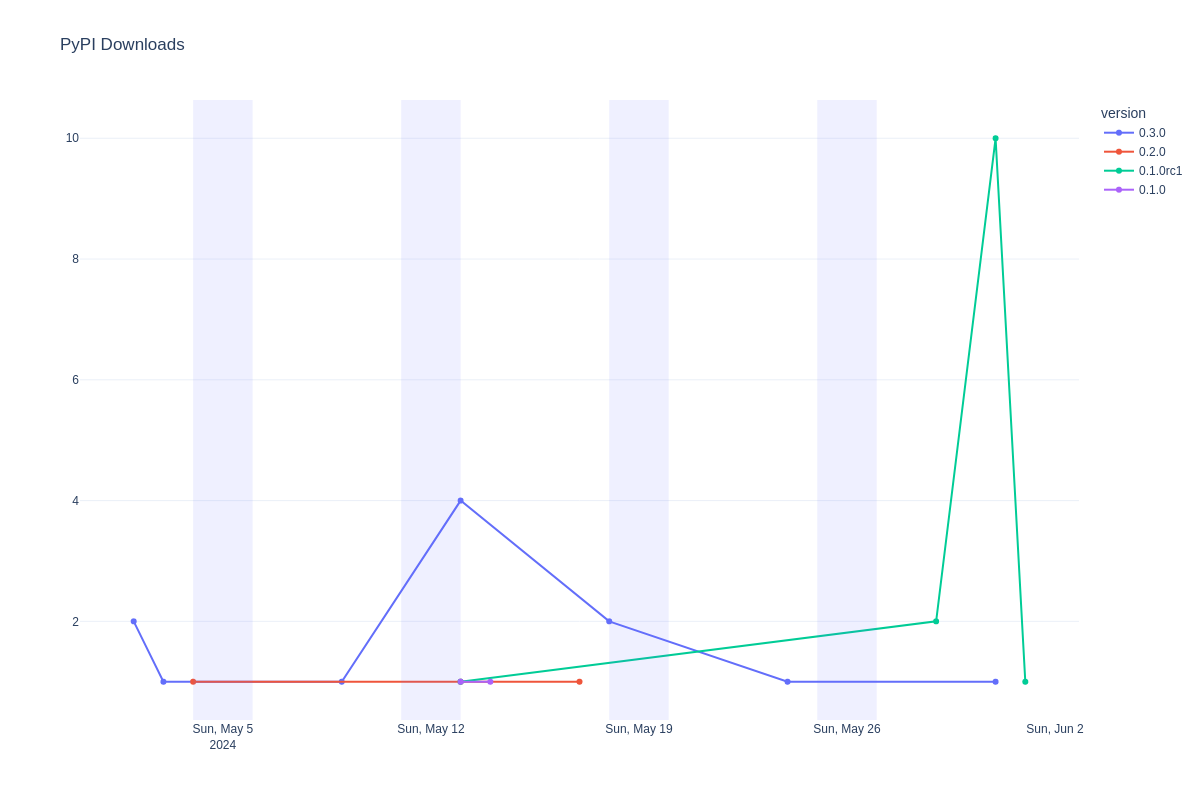 PyPI Downloads
version
0.3.0
0.2.0
0.1.0rc1
0.1.0
10
8
6
4
2
Sun, May 5
2024
Sun, May 12
Sun, May 19
Sun, May 26
Sun, Jun 2